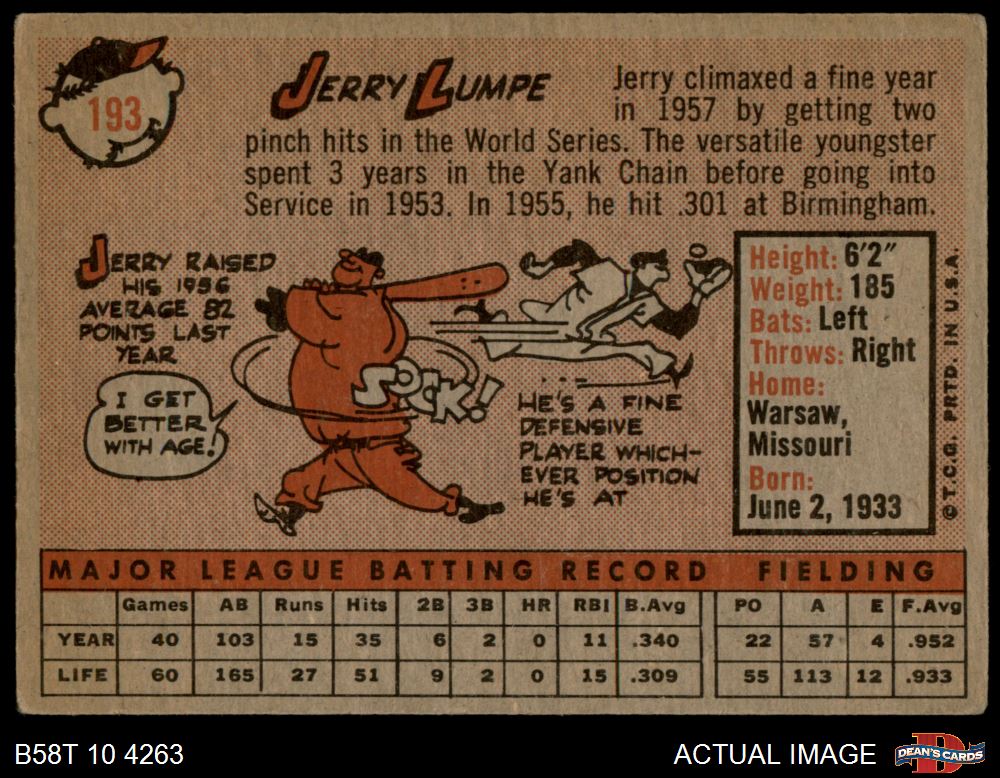 193
JERRY LUMPE
Jerry climaxed a fine year
in 1957 by getting two
pinch hits in the World Series. The versatile youngster
spent 3 years in the Yank Chain before going into
Service in 1953. In 1955, he hit .301 at Birmingham.
JERRY RAISED
HIS 1956
AVERAGE 82
POINTS LAST
YEAR
I GET
BETTER
WITH AGE!
SOCK!
HE'S A FINE
DEFENSIVE
PLAYER WHICH-
EVER POSITION
HE'S AT
Height: 6'2"
Weight: 185
Bats: Left
Throws: Right
Home:
Warsaw,
Missouri
Born:
June 2, 1933
© T.C.G. PRTD. IN U.S.A.
MAJOR LEAGUE BATTING RECORD FIELDING
Games AB Runs Hits 2B 3B HR RBI B.Avg PO A E F.Avg
YEAR 40 103 15 35 6 2 0 11 .340 22 57 4 .952
LIFE 60 165 27 51 9 2 0 15 .309 55 113 12 .933
B58T 10 4263
ACTUAL IMAGE
D
DEAN'S CARDS